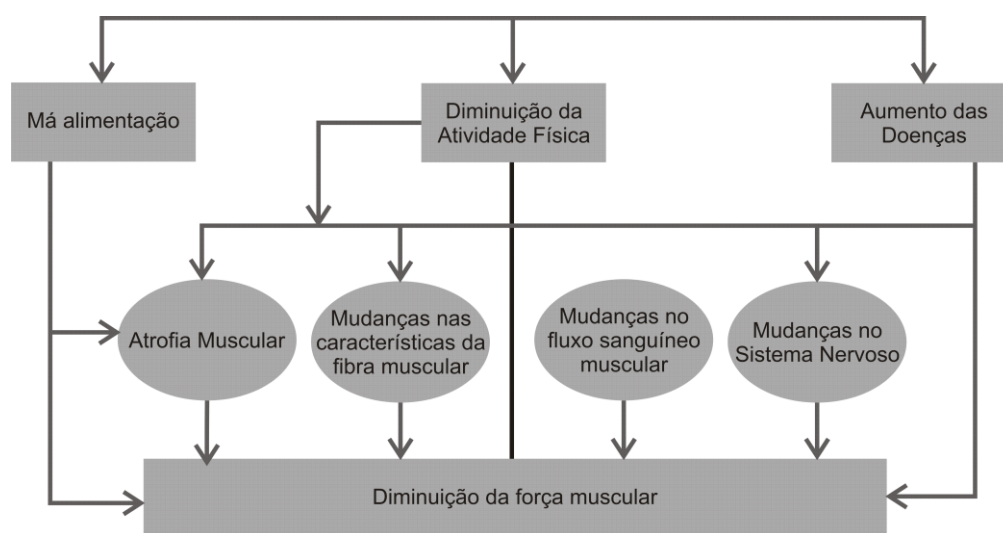 Má alimentação
Diminuição da
Atividade Física
Aumento das
Doenças
Atrofia Muscular
Mudanças nas
características da
fibra muscular
Mudanças no
fluxo sanguíneo
muscular
Mudanças no
Sistema Nervoso
Diminuição da força muscular